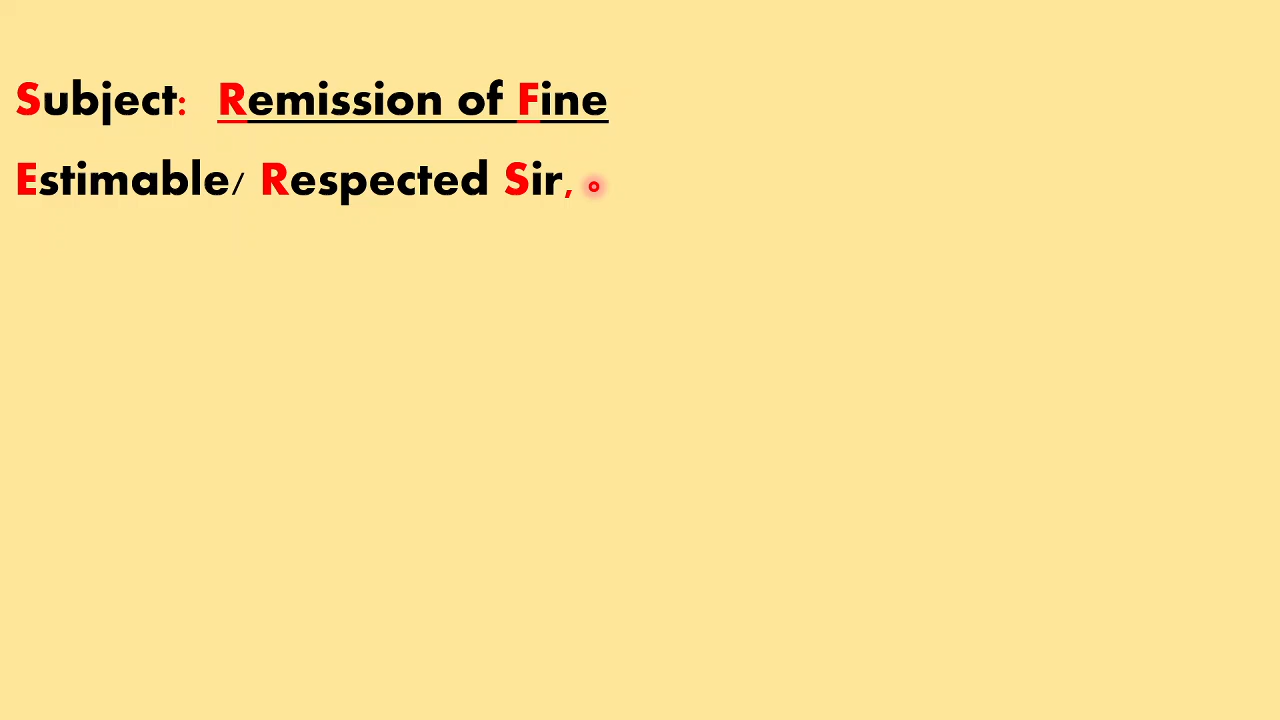 Subject: Remission of Fine
Estimable/ Respected Sir,